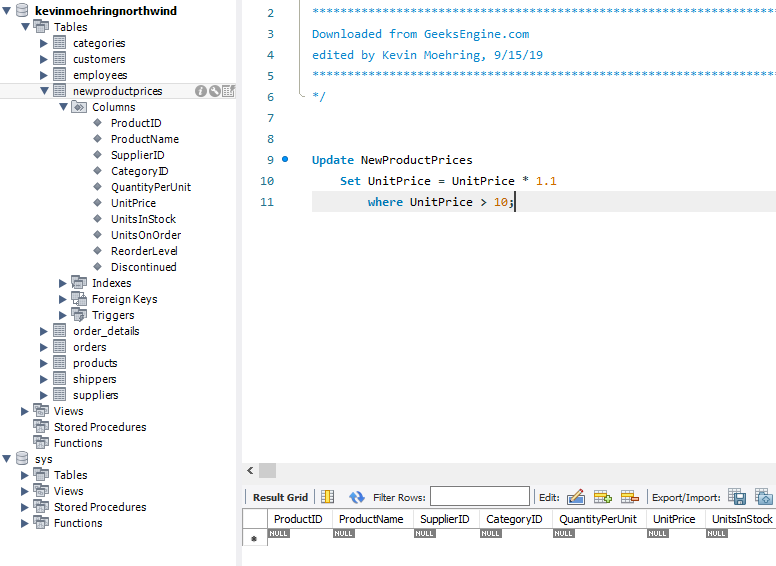 kevinmoehringnorthwind
Tables
categories
customers
employees
newproductprices
Columns
ProductID
ProductName
SupplierID
CategoryID
QuantityPerUnit
UnitPrice
UnitsInStock
UnitsOnOrder
ReorderLevel
Discontinued
Indexes
Foreign Keys
Triggers
order_details
orders
products
shippers
suppliers
Views
Stored Procedures
Functions
sys
Tables
Views
Stored Procedures
Functions
2 ******************************************************************
3 Downloaded from GeeksEngine.com
4 edited by Kevin Moehring, 9/15/19
5 ******************************************************************
6 */
7
8
9 Update NewProductPrices
10 Set UnitPrice = UnitPrice * 1.1
11 where UnitPrice > 10;
Result Grid Filter Rows: Edit: Export/Import:
ProductID ProductName SupplierID CategoryID QuantityPerUnit UnitPrice UnitsInStock
NULL NULL NULL NULL NULL NULL NULL